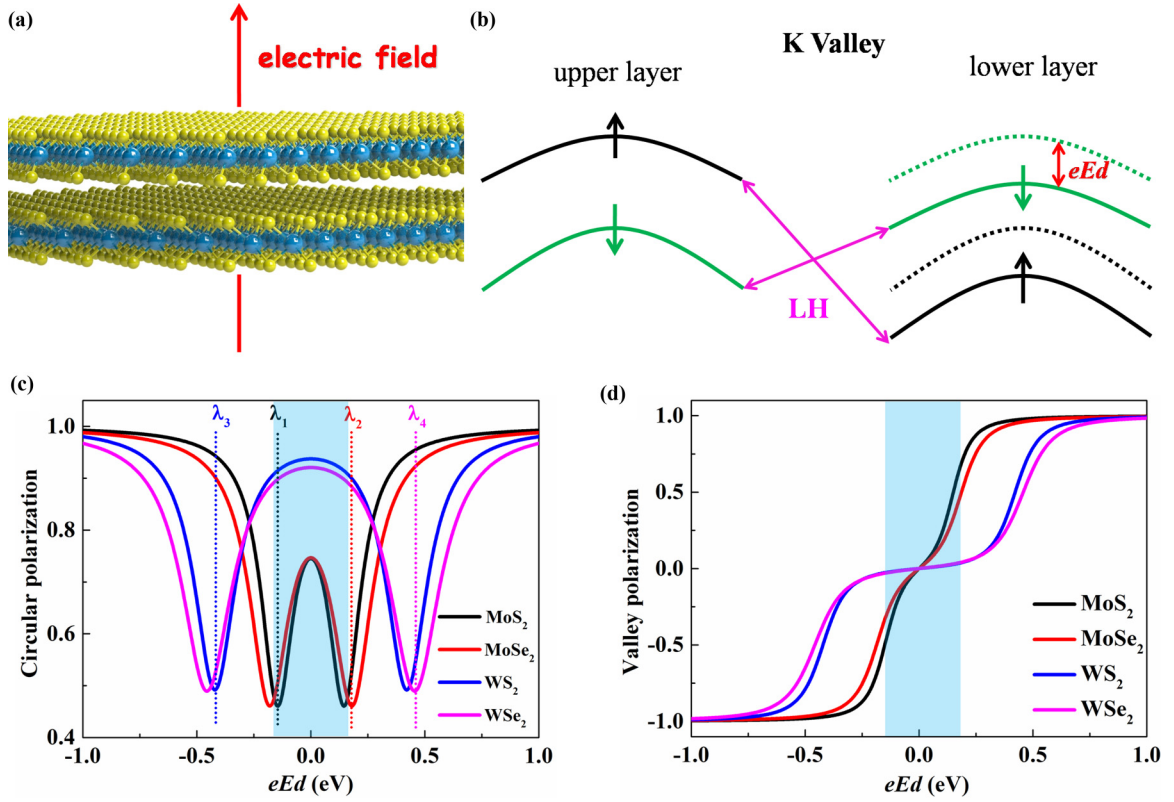 (a)
electric field
(b)
K Valley
upper layer
lower layer
eEd
LH
(c)
Circular polarization
1.0
0.8
0.6
0.4
λ₃
λ₁
λ₂
λ₄
MoS₂
MoSe₂
WS₂
WSe₂
-1.0 -0.5 0.0 0.5 1.0
eEd (eV)
(d)
Valley polarization
1.0
0.5
0.0
-0.5
-1.0
MoS₂
MoSe₂
WS₂
WSe₂
-1.0 -0.5 0.0 0.5 1.0
eEd (eV)